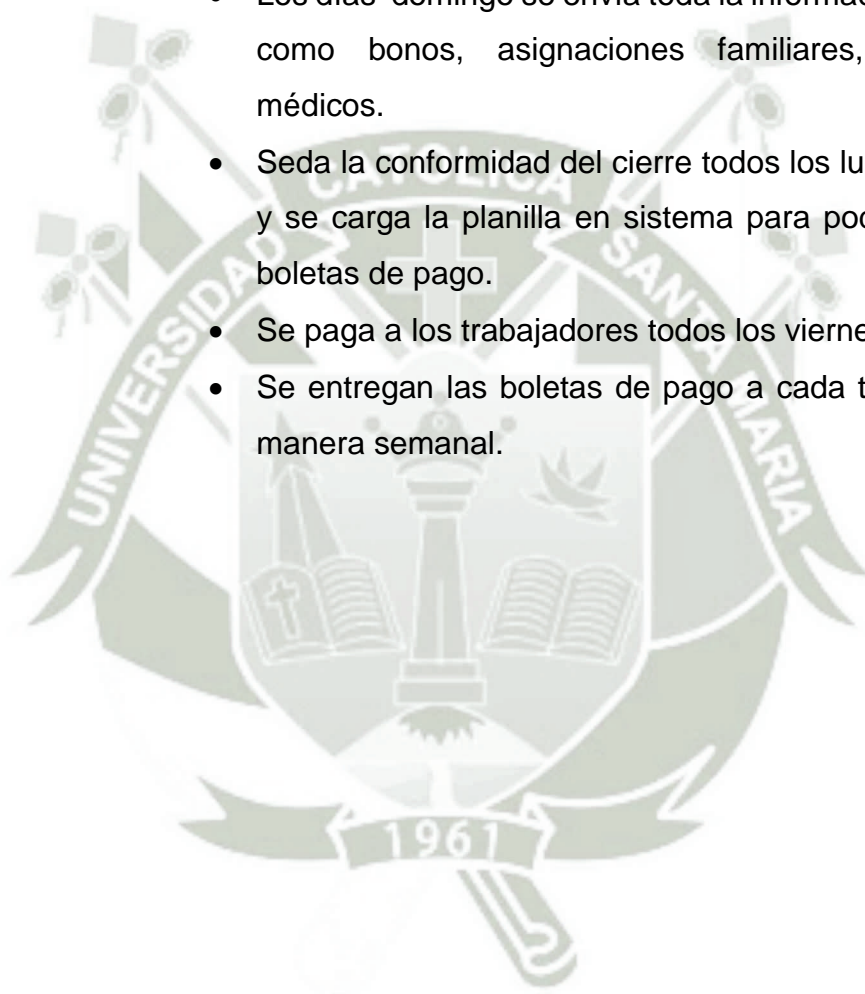 • Los días domingo se envía toda la informac
como bonos, asignaciones familiares,
médicos.
• Seda la conformidad del cierre todos los lu
y se carga la planilla en sistema para poc
boletas de pago.
• Se paga a los trabajadores todos los vierne
• Se entregan las boletas de pago a cada t
manera semanal.
UNIVERSIDAD CATOLICA SANTA MARIA
1961